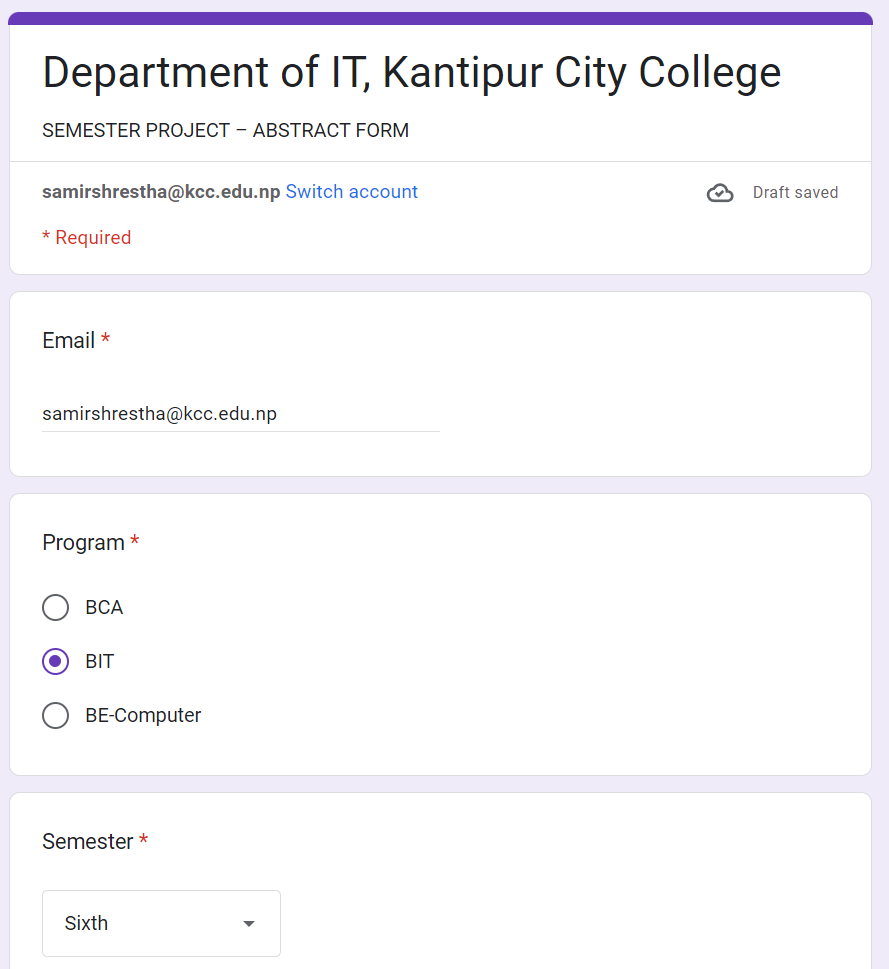 Department of IT, Kantipur City College
SEMESTER PROJECT – ABSTRACT FORM
samirshrestha@kcc.edu.np Switch account
Draft saved
* Required
Email *
samirshrestha@kcc.edu.np
Program *
BCA
BIT
BE-Computer
Semester *
Sixth